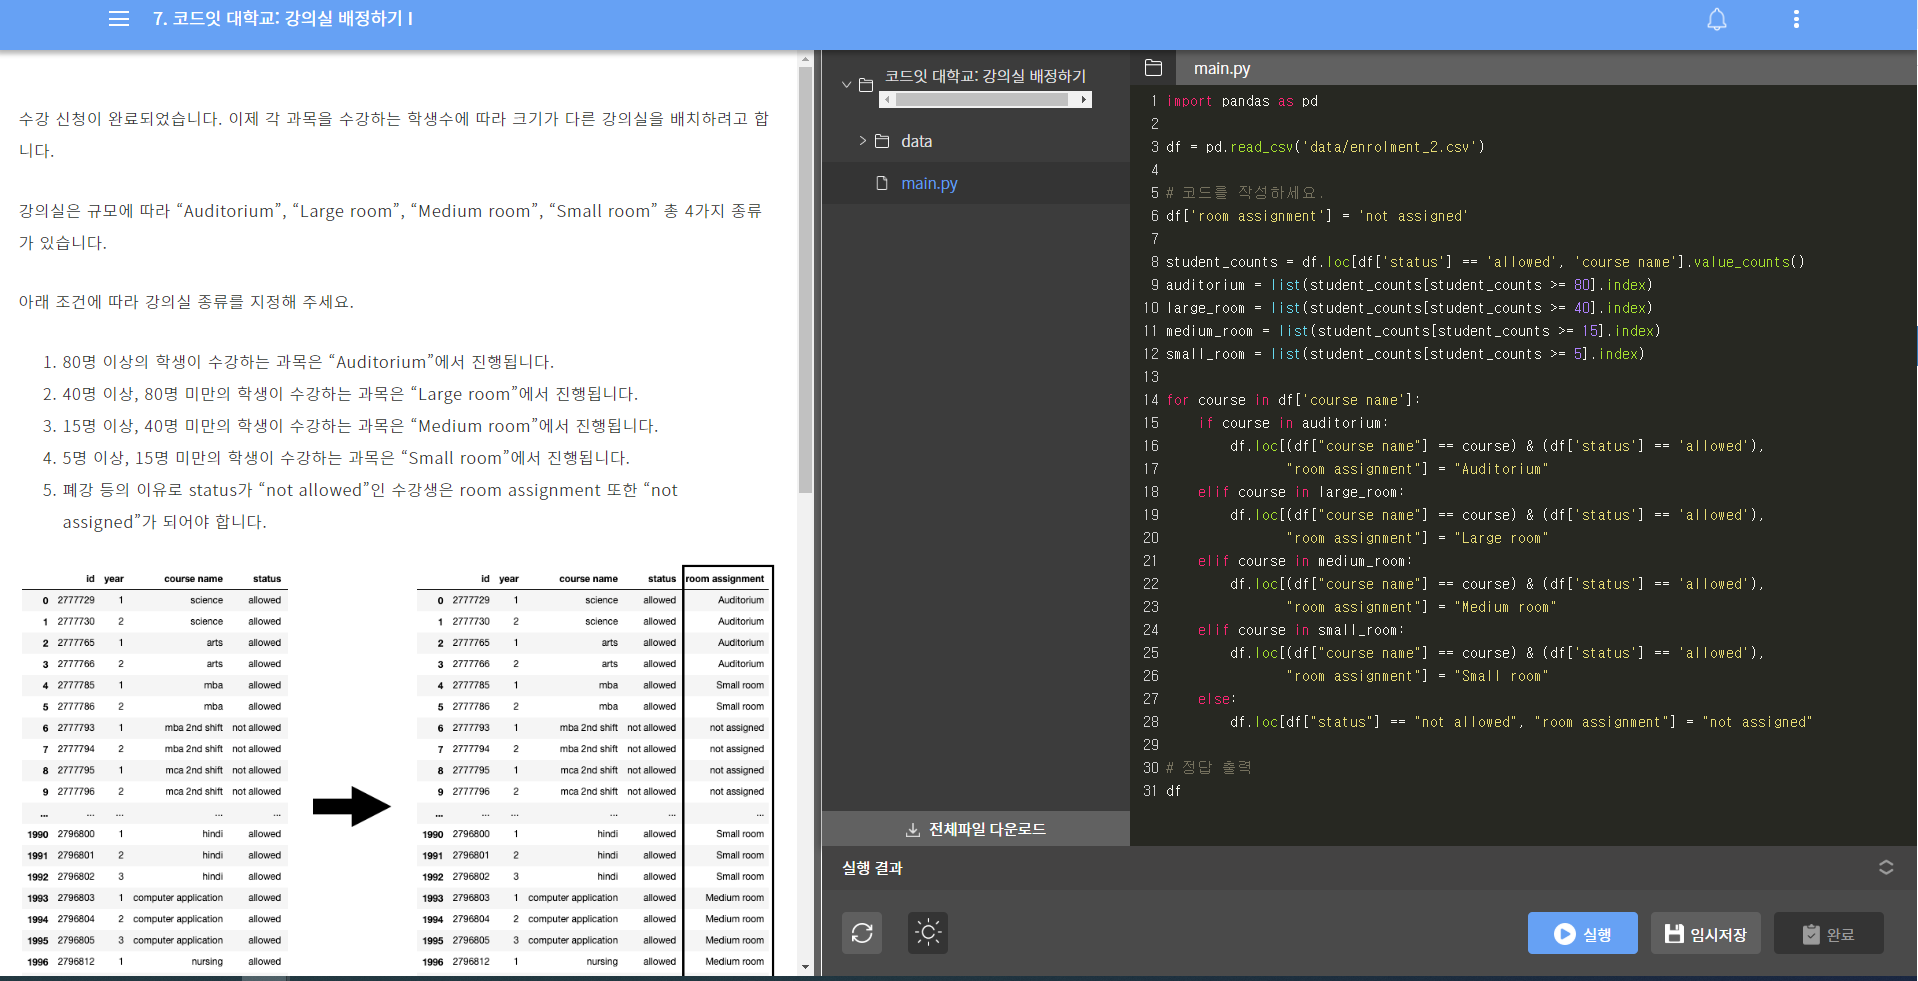 7. 코드잇 대학교: 강의실 배정하기 I
수강 신청이 완료되었습니다. 이제 각 과목을 수강하는 학생수에 따라 크기가 다른 강의실을 배치하려고 합
니다.
강의실은 규모에 따라 “Auditorium”, “Large room”, “Medium room”, “Small room” 총 4가지 종류
가 있습니다.
아래 조건에 따라 강의실 종류를 지정해 주세요.
1. 80명 이상의 학생이 수강하는 과목은 “Auditorium”에서 진행됩니다.
2. 40명 이상, 80명 미만의 학생이 수강하는 과목은 “Large room”에서 진행됩니다.
3. 15명 이상, 40명 미만의 학생이 수강하는 과목은 “Medium room”에서 진행됩니다.
4. 5명 이상, 15명 미만의 학생이 수강하는 과목은 “Small room”에서 진행됩니다.
5. 폐강 등의 이유로 status가 “not allowed”인 수강생은 room assignment 또한 “not
assigned”가 되어야 합니다.
id year course name status
0 2777729 1 science allowed
1 2777730 2 science allowed
2 2777765 1 arts allowed
3 2777766 2 arts allowed
4 2777785 1 mba allowed
5 2777786 2 mba allowed
6 2777793 1 mba 2nd shift not allowed
7 2777794 2 mba 2nd shift not allowed
8 2777795 1 mca 2nd shift not allowed
9 2777796 2 mca 2nd shift not allowed
... ... ... ... ...
1990 2796800 1 hindi allowed
1991 2796801 2 hindi allowed
1992 2796802 3 hindi allowed
1993 2796803 1 computer application allowed
1994 2796804 2 computer application allowed
1995 2796805 3 computer application allowed
1996 2796812 1 nursing allowed
id year course name status room assignment
0 2777729 1 science allowed Auditorium
1 2777730 2 science allowed Auditorium
2 2777765 1 arts allowed Auditorium
3 2777766 2 arts allowed Auditorium
4 2777785 1 mba allowed Small room
5 2777786 2 mba allowed Small room
6 2777793 1 mba 2nd shift not allowed not assigned
7 2777794 2 mba 2nd shift not allowed not assigned
8 2777795 1 mca 2nd shift not allowed not assigned
9 2777796 2 mca 2nd shift not allowed not assigned
... ... ... ... ... ...
1990 2796800 1 hindi allowed Small room
1991 2796801 2 hindi allowed Small room
1992 2796802 3 hindi allowed Small room
1993 2796803 1 computer application allowed Medium room
1994 2796804 2 computer application allowed Medium room
1995 2796805 3 computer application allowed Medium room
1996 2796812 1 nursing allowed Medium room
코드잇 대학교: 강의실 배정하기
data
main.py
전체파일 다운로드
main.py
1 import pandas as pd
2
3 df = pd.read_csv('data/enrolment_2.csv')
4
5 # 코드를 작성하세요.
6 df['room assignment'] = 'not assigned'
7
8 student_counts = df.loc[df['status'] == 'allowed', 'course name'].value_counts()
9 auditorium = list(student_counts[student_counts >= 80].index)
10 large_room = list(student_counts[student_counts >= 40].index)
11 medium_room = list(student_counts[student_counts >= 15].index)
12 small_room = list(student_counts[student_counts >= 5].index)
13
14 for course in df['course name']:
15 if course in auditorium:
16 df.loc[(df["course name"] == course) & (df['status'] == 'allowed'),
17 "room assignment"] = "Auditorium"
18 elif course in large_room:
19 df.loc[(df["course name"] == course) & (df['status'] == 'allowed'),
20 "room assignment"] = "Large room"
21 elif course in medium_room:
22 df.loc[(df["course name"] == course) & (df['status'] == 'allowed'),
23 "room assignment"] = "Medium room"
24 elif course in small_room:
25 df.loc[(df["course name"] == course) & (df['status'] == 'allowed'),
26 "room assignment"] = "Small room"
27 else:
28 df.loc[df["status"] == "not allowed", "room assignment"] = "not assigned"
29
30 # 정답 출력
31 df
실행 결과
실행
임시저장
완료